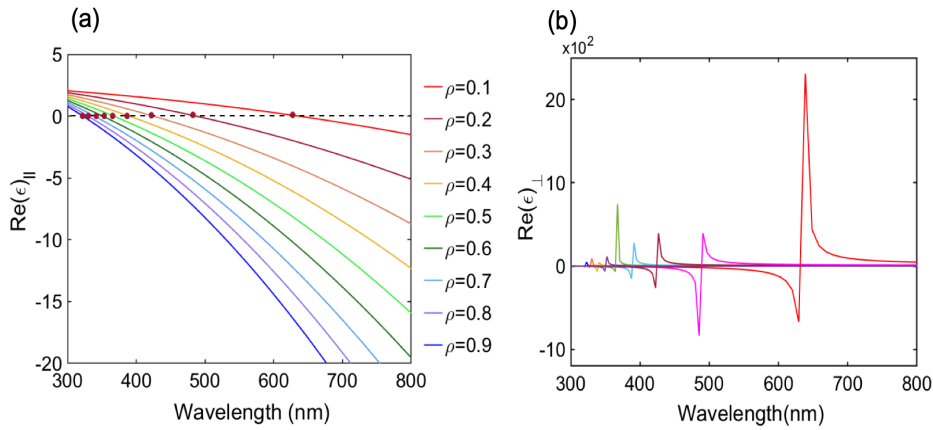 (a)
5
0
-5
-10
-15
-20
300 400 500 600 700 800
Wavelength (nm)
Re(ϵ)||
ρ=0.1
ρ=0.2
ρ=0.3
ρ=0.4
ρ=0.5
ρ=0.6
ρ=0.7
ρ=0.8
ρ=0.9
(b)
x10²
20
10
0
-10
300 400 500 600 700 800
Wavelength(nm)
Re(ϵ)⊥